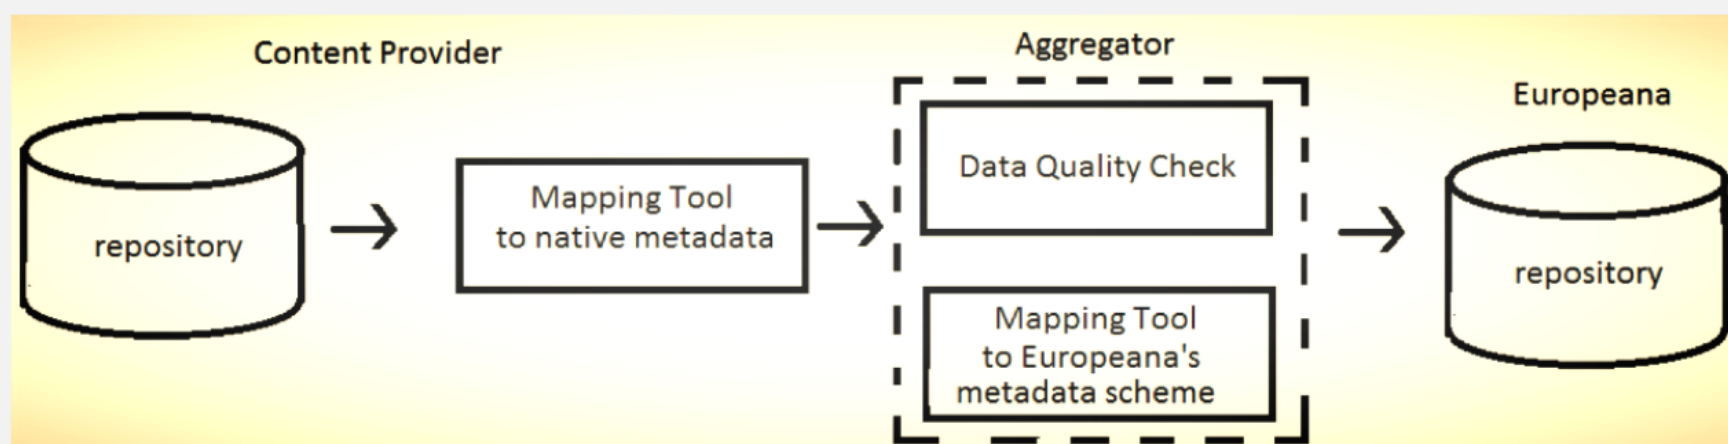 Content Provider
repository
Mapping Tool
to native metadata
Aggregator
Data Quality Check
Mapping Tool
to Europeana's
metadata scheme
Europeana
repository